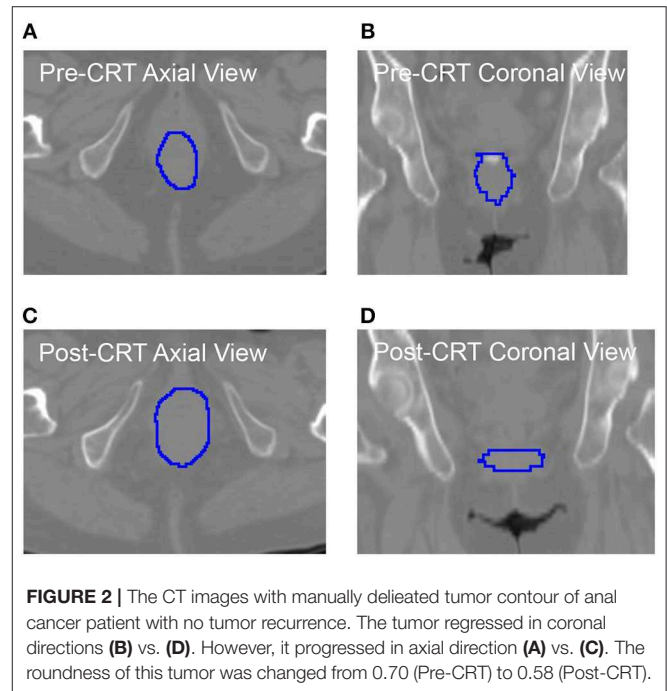 A
B
Pre-CRT Axial View
Pre-CRT Coronal View
C
D
Post-CRT Axial View
Post-CRT Coronal View
FIGURE 2 | The CT images with manually delieated tumor contour of anal
cancer patient with no tumor recurrence. The tumor regressed in coronal
directions (B) vs. (D). However, it progressed in axial direction (A) vs. (C). The
roundness of this tumor was changed from 0.70 (Pre-CRT) to 0.58 (Post-CRT).